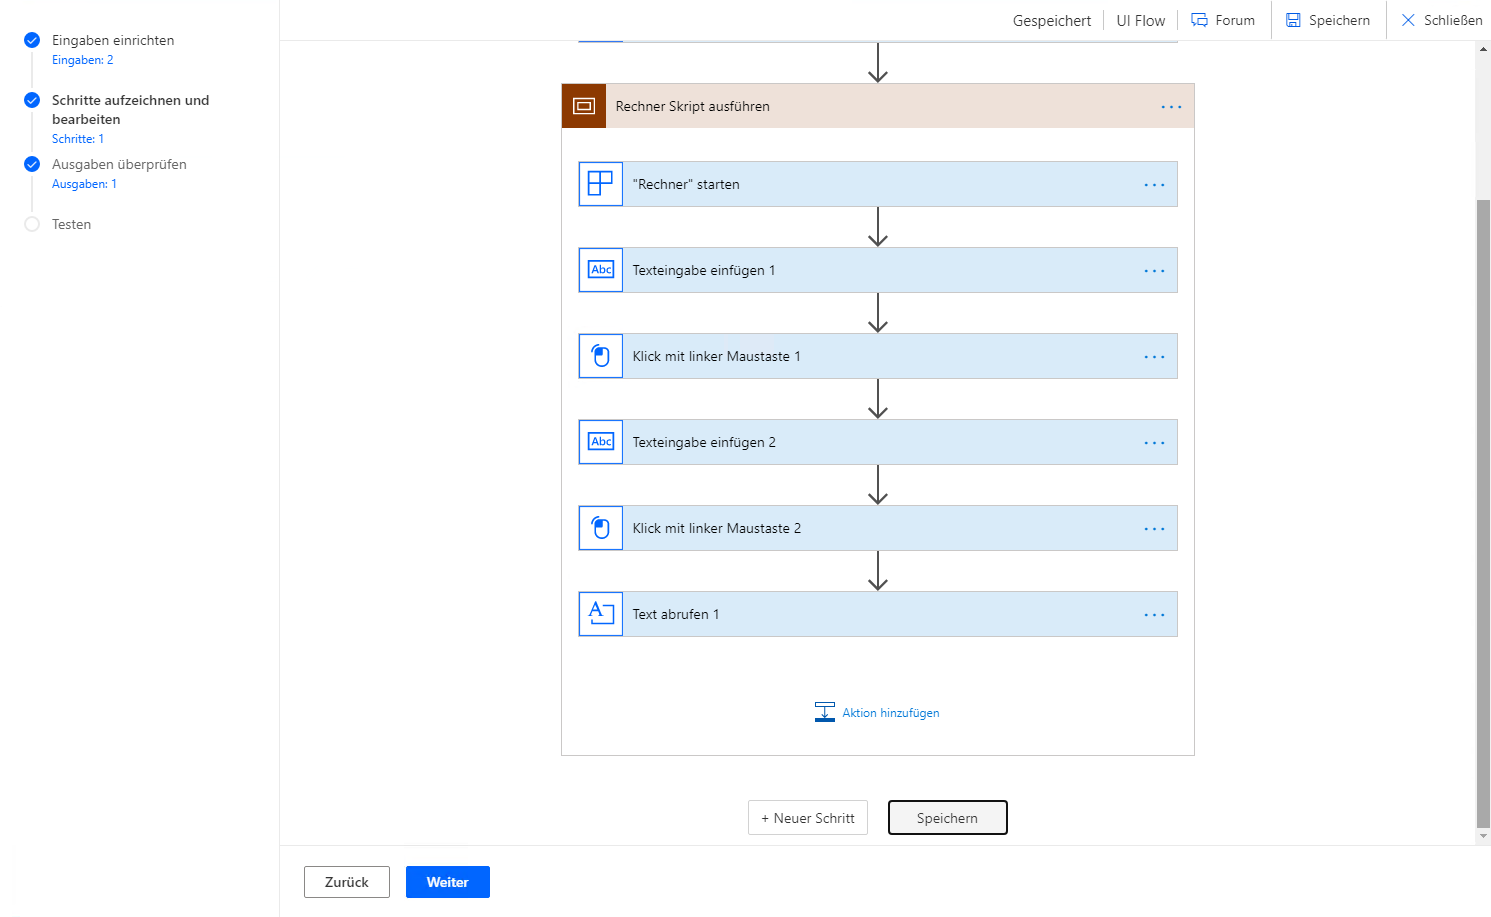 Gespeichert
UI Flow
Forum
Speichern
Schließen
Eingaben einrichten
Eingaben: 2
Schritte aufzeichnen und
bearbeiten
Schritte: 1
Ausgaben überprüfen
Ausgaben: 1
Testen
Rechner Skript ausführen
"Rechner" starten
Abc
Texteingabe einfügen 1
Klick mit linker Maustaste 1
Abc
Texteingabe einfügen 2
Klick mit linker Maustaste 2
A
Text abrufen 1
Aktion hinzufügen
+ Neuer Schritt
Speichern
Zurück
Weiter